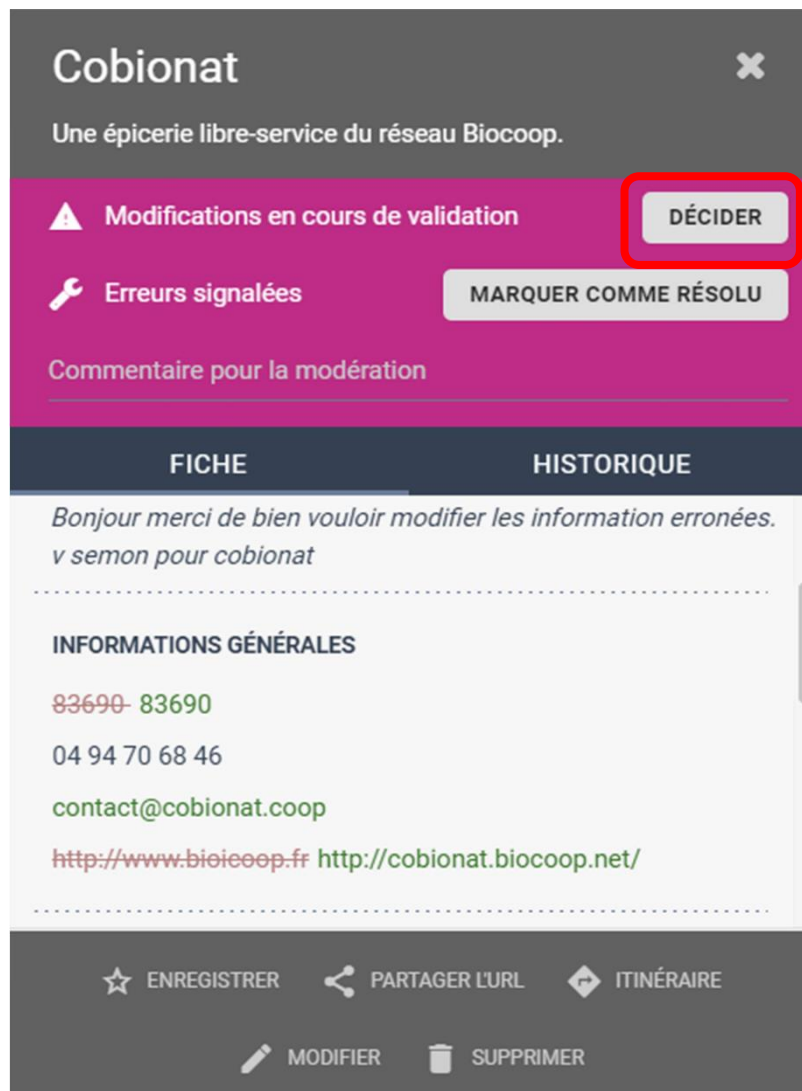 Cobionat
Une épicerie libre-service du réseau Biocoop.
Modifications en cours de validation
DÉCIDER
Erreurs signalées
MARQUER COMME RÉSOLU
Commentaire pour la modération
FICHE
HISTORIQUE
Bonjour merci de bien vouloir modifier les information erronées.
v semon pour cobionat
INFORMATIONS GÉNÉRALES
83690 83690
04 94 70 68 46
contact@cobionat.coop
http://www.bioicoop.fr http://cobionat.biocoop.net/
ENREGISTRER
PARTAGER L'URL
ITINÉRAIRE
MODIFIER
SUPPRIMER